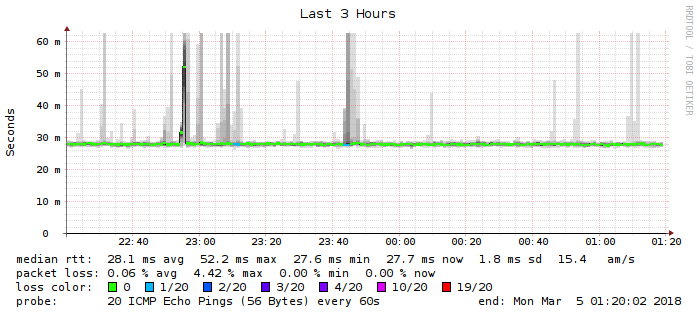 Last 3 Hours
RRDTOOL / TOBI OETIKER
Seconds
60 m
50 m
40 m
30 m
20 m
10 m
0
22:40 23:00 23:20 23:40 00:00 00:20 00:40 01:00 01:20
median rtt: 28.1 ms avg 52.2 ms max 27.6 ms min 27.7 ms now 1.8 ms sd 15.4 am/s
packet loss: 0.06 % avg 4.42 % max 0.00 % min 0.00 % now
loss color: 0 1/20 2/20 3/20 4/20 10/20 19/20
probe: 20 ICMP Echo Pings (56 Bytes) every 60s end: Mon Mar 5 01:20:02 2018